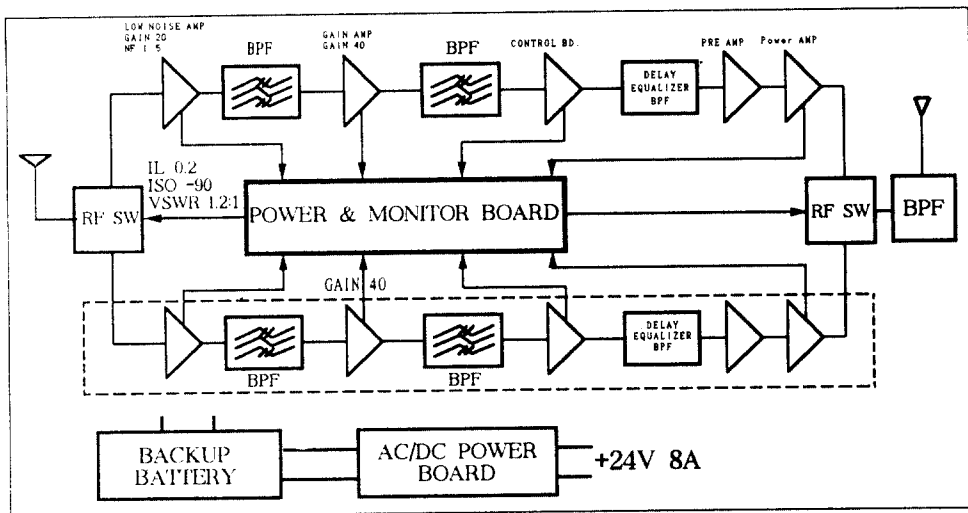 LOW NOISE AMP
GAIN 20
NF 1 5
BPF
GAIN AMP
GAIN 40
BPF
CONTROL BD.
DELAY
EQUALIZER
BPF
PRE AMP
Power AMP
IL 0.2
ISO -90
VSWR 1.2:1
RF SW
POWER & MONITOR BOARD
RF SW
BPF
GAIN 40
BPF
BPF
DELAY
EQUALIZER
BPF
BACKUP
BATTERY
AC/DC POWER
BOARD
+24V 8A